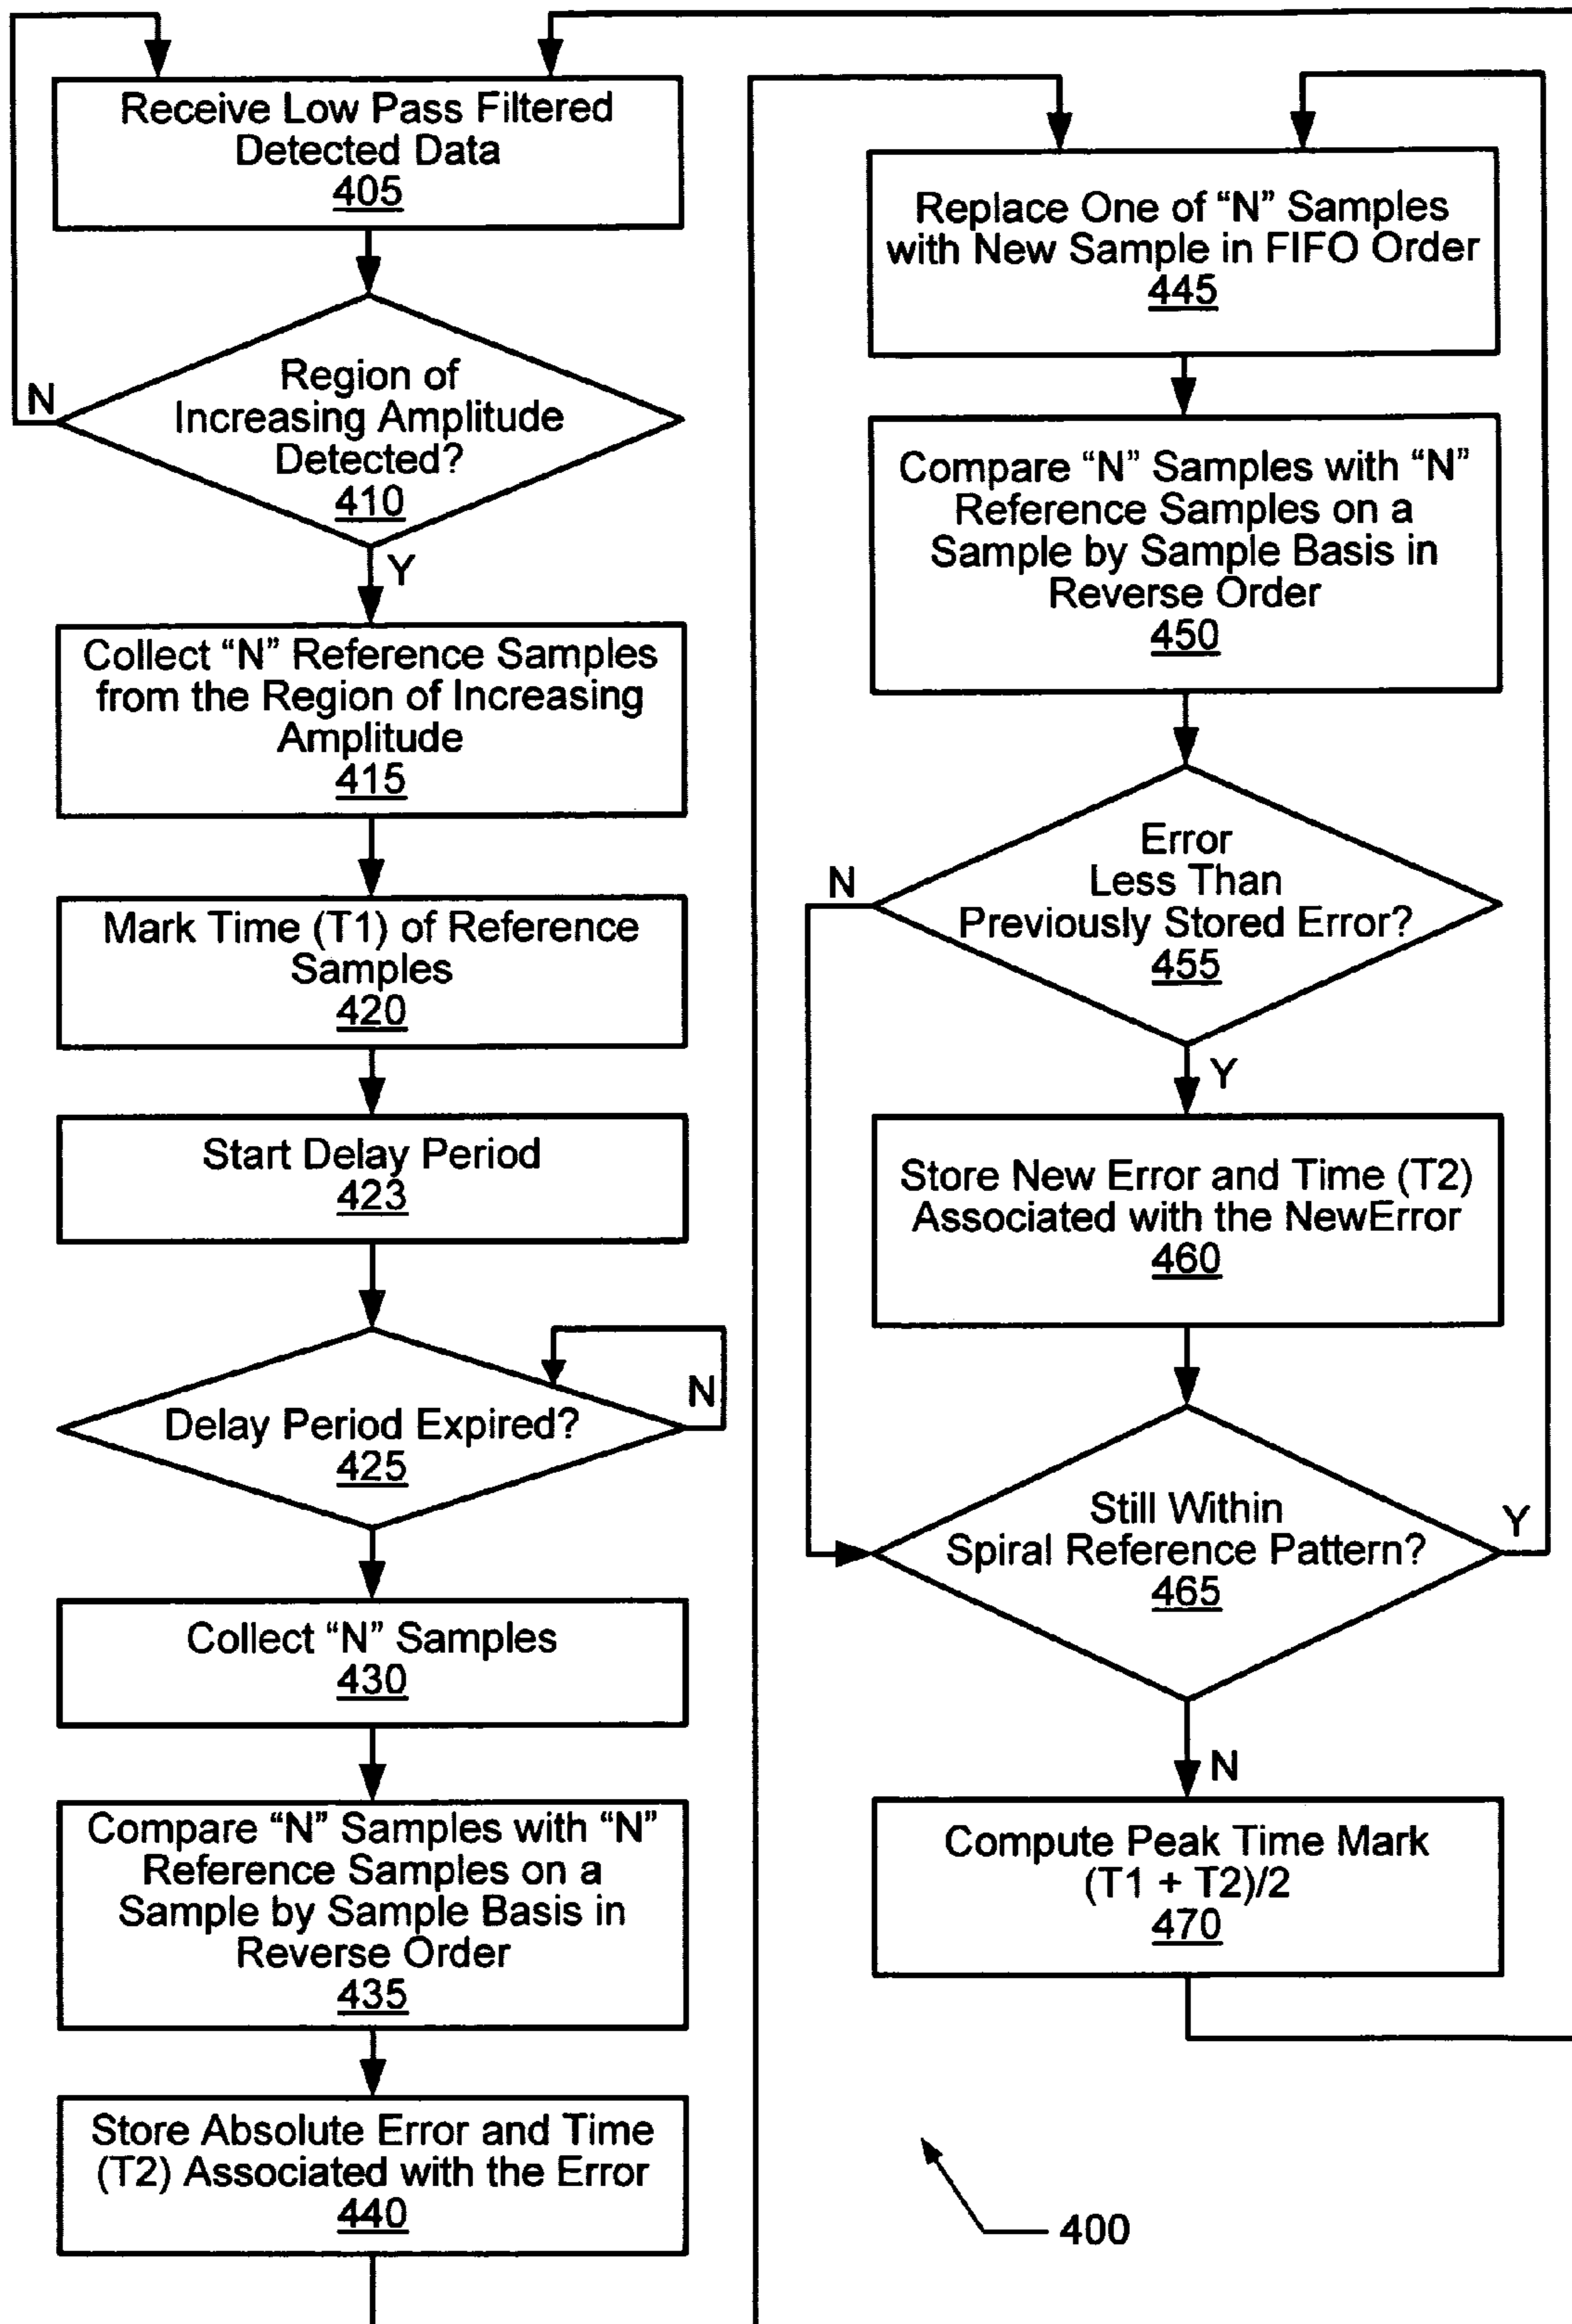 Receive Low Pass Filtered
Detected Data
405
Region of
Increasing Amplitude
Detected?
410
N
Y
Collect “N” Reference Samples
from the Region of Increasing
Amplitude
415
Mark Time (T1) of Reference
Samples
420
Start Delay Period
423
Delay Period Expired?
425
N
Collect “N” Samples
430
Compare “N” Samples with “N”
Reference Samples on a
Sample by Sample Basis in
Reverse Order
435
Store Absolute Error and Time
(T2) Associated with the Error
440
Replace One of “N” Samples
with New Sample in FIFO Order
445
Compare “N” Samples with “N”
Reference Samples on a
Sample by Sample Basis in
Reverse Order
450
Error
Less Than
Previously Stored Error?
455
N
Y
Store New Error and Time (T2)
Associated with the NewError
460
Still Within
Spiral Reference Pattern?
465
Y
N
Compute Peak Time Mark
(T1 + T2)/2
470
400